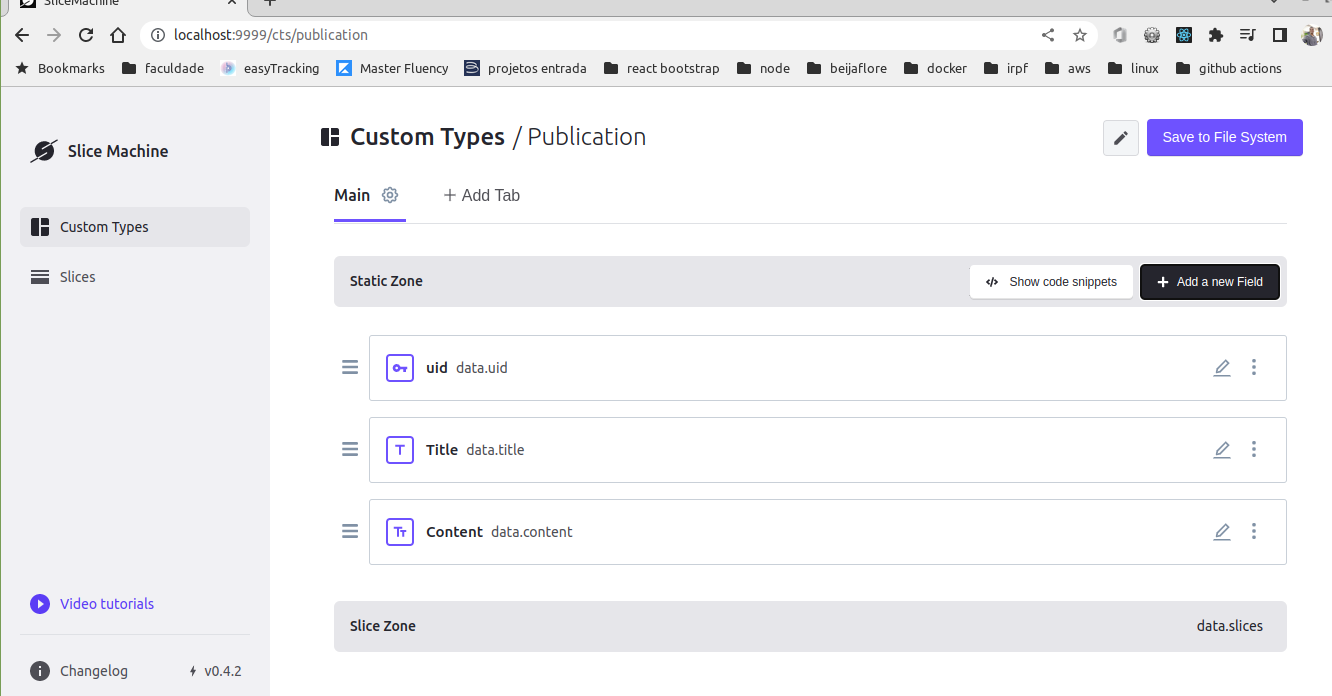 SliceMachine
localhost:9999/cts/publication
Bookmarks faculdade easyTracking Master Fluency projetos entrada react bootstrap node beijaflore docker irpf aws linux github actions
Slice Machine
Custom Types / Publication
Save to File System
Main + Add Tab
Custom Types
Slices
Static Zone
Show code snippets
+ Add a new Field
uid data.uid
T Title data.title
TT Content data.content
Slice Zone data.slices
Video tutorials
Changelog v0.4.2